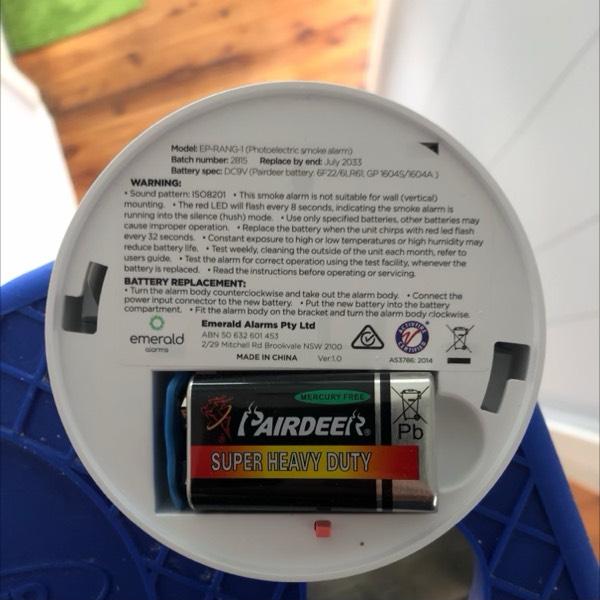 Model: EP-RANG-1 (Photoelectric smoke alarm)
Batch number: 2815 Replace by end: July 2033
Battery spec: DC9V (Pairdeer battery: 6F22/6LR61, GP 1604S/1604A )
WARNING:
• Sound pattern: ISO8201 • This smoke alarm is not suitable for wall (vertical)
mounting. • The red LED will flash every 8 seconds, indicating the smoke alarm is
running into the silence (hush) mode. • Use only specified batteries, other batteries may
cause improper operation. • Replace the battery when the unit chirps with red led flash
every 32 seconds. • Constant exposure to high or low temperatures or high humidity may
reduce battery life. • Test weekly, cleaning the outside of the unit each month, refer to
users guide. • Test the alarm for correct operation using the test facility, whenever the
battery is replaced. • Read the instructions before operating or servicing.
BATTERY REPLACEMENT:
• Turn the alarm body counterclockwise and take out the alarm body. • Connect the
power input connector to the new battery. • Put the new battery into the battery
compartment. • Fit the alarm body on the bracket and turn the alarm body clockwise.
emerald
alarms
Emerald Alarms Pty Ltd
ABN 50 632 601 453
2/29 Mitchell Rd Brookvale NSW 2100
MADE IN CHINA Ver:1.0
ACTIVFIRE
CERTIFIED
AS3786: 2014
MERCURY FREE
PAIRDEER®
SUPER HEAVY DUTY
Pb